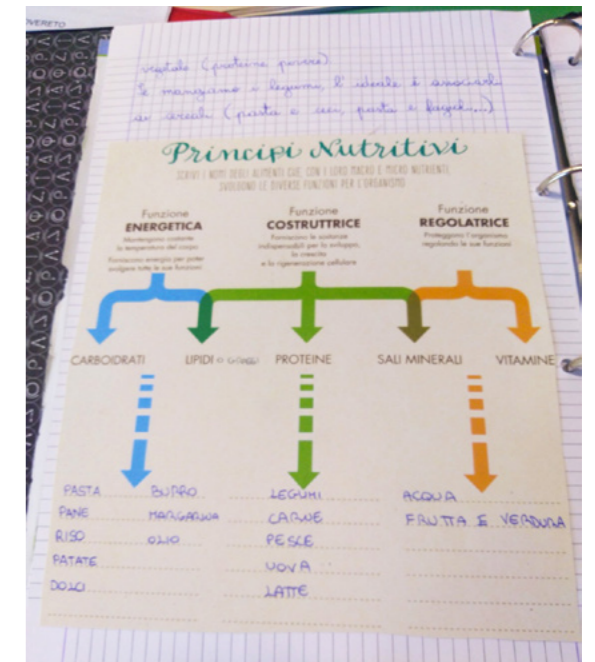 OVERETO
vegetale (proteine povere)
Se mangiamo i legumi, l'ideale è associarli
ai cereali (pasta e ceci, pasta e fagioli,...)
Principi Nutritivi
SCRIVI I NOMI DEGLI ALIMENTI CHE, CON I LORO MACRO E MICRO NUTRIENTI,
SVOLGONO LE DIVERSE FUNZIONI PER L'ORGANISMO
Funzione
ENERGETICA
Mantengono costante
la temperatura del corpo
Forniscono energia per poter
svolgere tutte le sue funzioni
Funzione
COSTRUTTRICE
Forniscono le sostanze
indispensabili per lo sviluppo,
la crescita
e la rigenerazione cellulare
Funzione
REGOLATRICE
Proteggono l'organismo
regolando le sue funzioni
CARBOIDRATI
LIPIDI O GRASSI
PROTEINE
SALI MINERALI
VITAMINE
PASTA BURRO LEGUMI ACQUA
PANE MARGARINA CARNE FRUTTA E VERDURA
RISO OLIO PESCE
PATATE UOVA
DOLCI LATTE